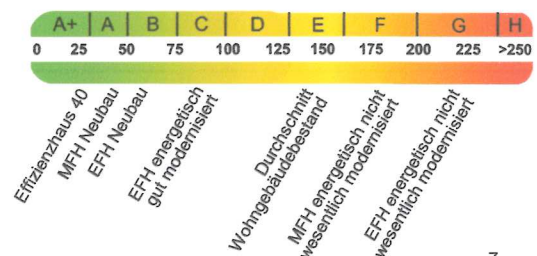 A+ A B C D E F G H
0 25 50 75 100 125 150 175 200 225 >250
Effizienzhaus 40
MFH Neubau
EFH Neubau
EFH energetisch
gut modernisiert
Durchschnitt
Wohngebäudebestand
MFH energetisch nicht
wesentlich modernisiert
EFH energetisch nicht
wesentlich modernisiert